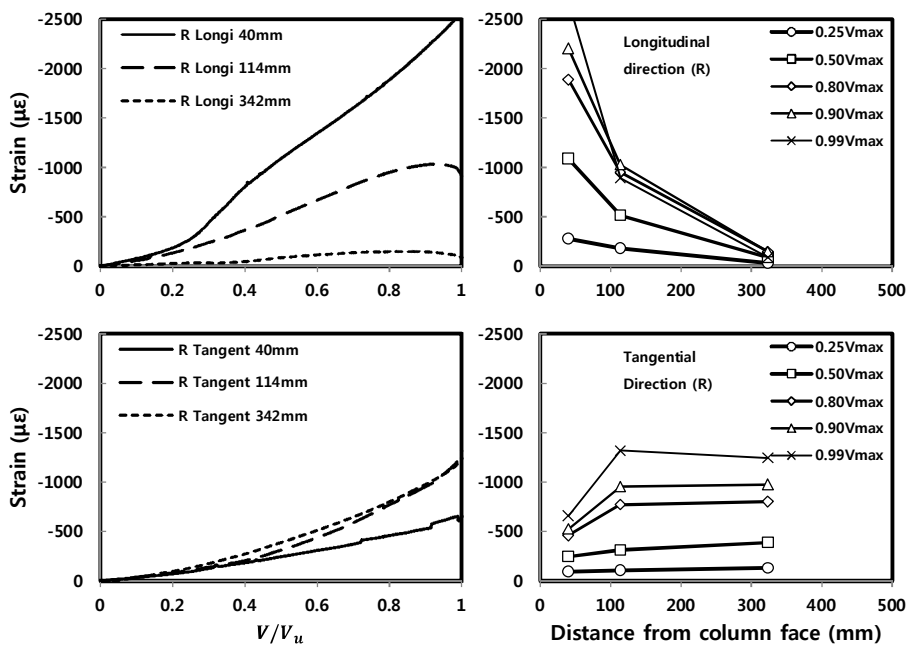 -2500
-2000
-1500
-1000
-500
0
Strain (με)
R Longi 40mm
R Longi 114mm
R Longi 342mm
0 0.2 0.4 0.6 0.8 1
-2500
-2000
-1500
-1000
-500
0
Longitudinal
direction (R)
0.25Vmax
0.50Vmax
0.80Vmax
0.90Vmax
0.99Vmax
0 100 200 300 400 500
-2500
-2000
-1500
-1000
-500
0
Strain (με)
R Tangent 40mm
R Tangent 114mm
R Tangent 342mm
0 0.2 0.4 0.6 0.8 1
V/Vu
-2500
-2000
-1500
-1000
-500
0
Tangential
Direction (R)
0.25Vmax
0.50Vmax
0.80Vmax
0.90Vmax
0.99Vmax
0 100 200 300 400 500
Distance from column face (mm)